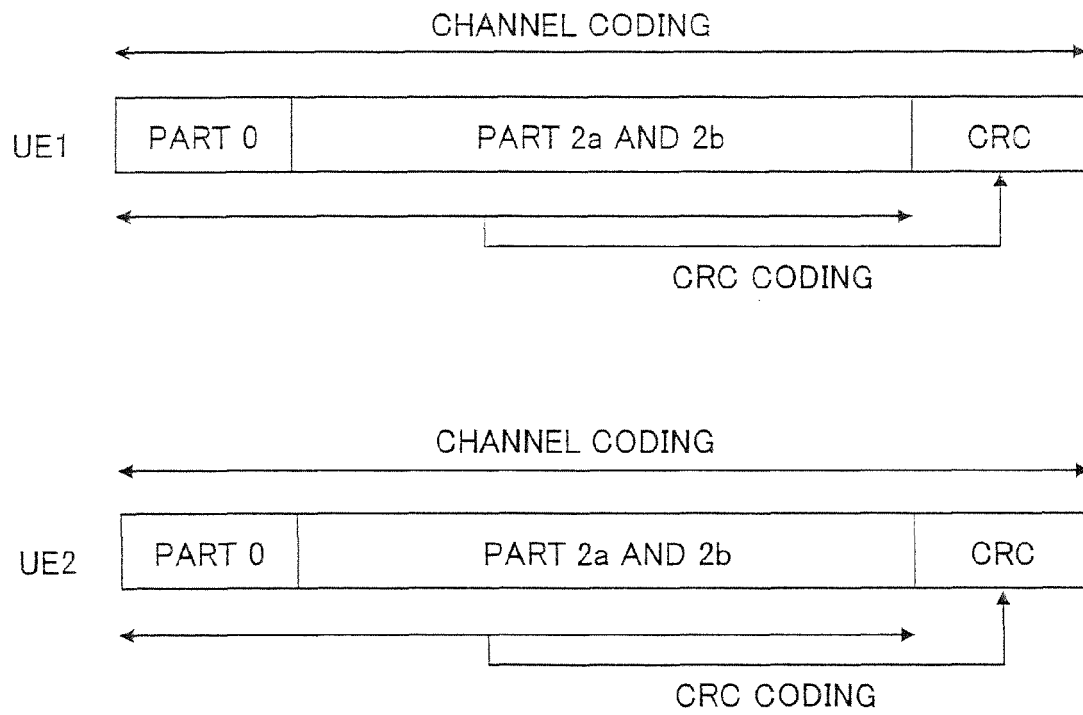 CHANNEL CODING
UE1
PART 0
PART 2a AND 2b
CRC
CRC CODING
CHANNEL CODING
UE2
PART 0
PART 2a AND 2b
CRC
CRC CODING